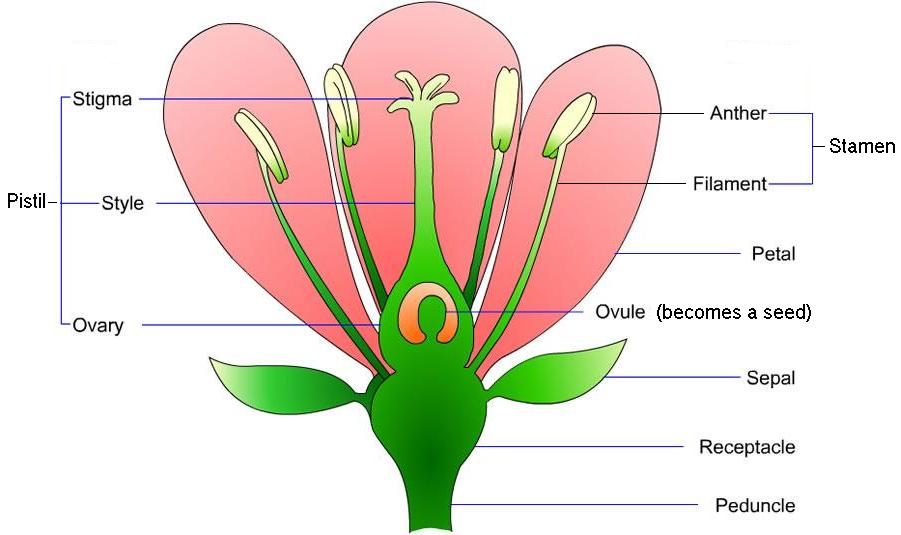 Stigma
Anther
Stamen
Filament
Pistil
Style
Petal
Ovule (becomes a seed)
Ovary
Sepal
Receptacle
Peduncle